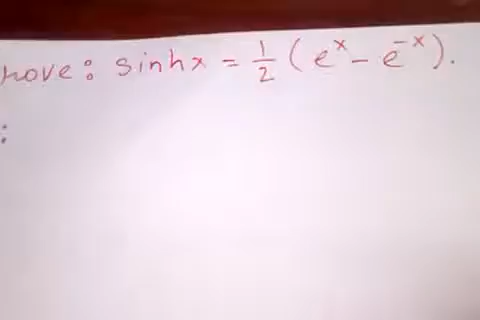 rove: sinhx = 1/2 (e^x - e^-x).
: